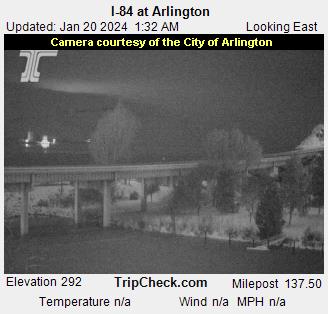 I-84 at Arlington
Updated: Jan 20 2024 1:32 AM Looking East
Camera courtesy of the City of Arlington
Elevation 292 TripCheck.com Milepost 137.50
Temperature n/a Wind n/a MPH n/a